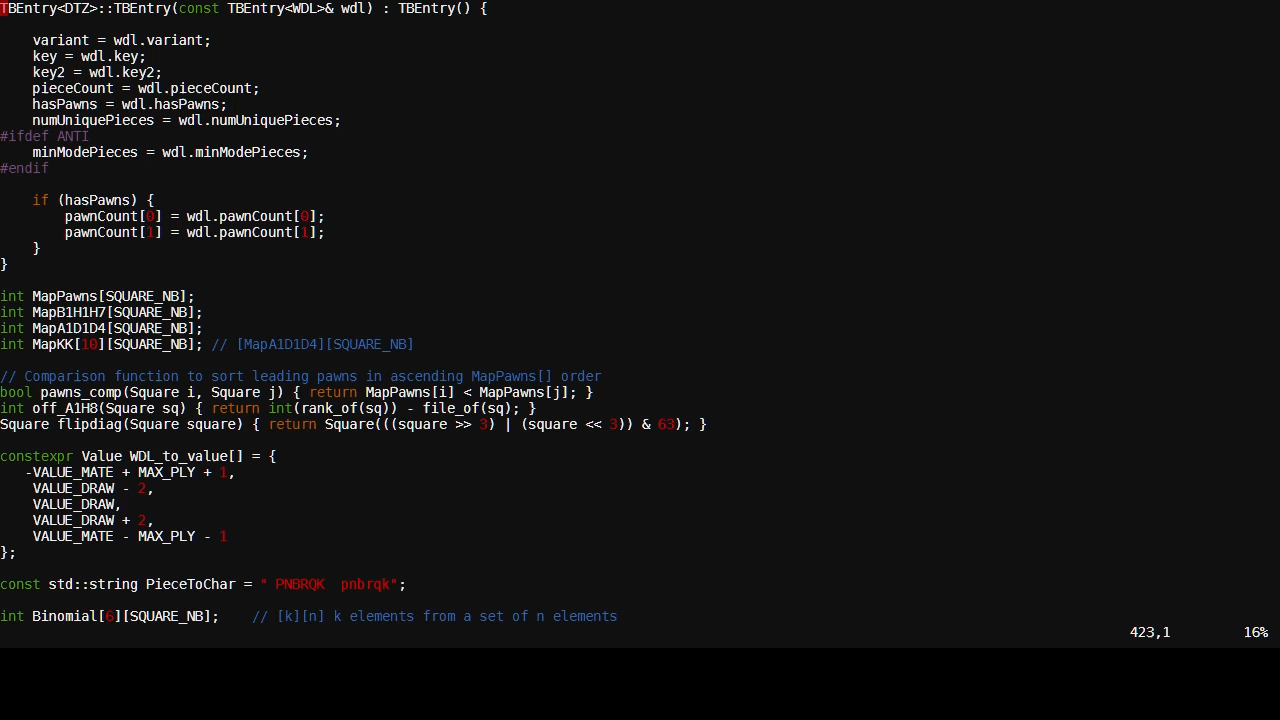 TBEntry<DTZ>::TBEntry(const TBEntry<WDL>& wdl) : TBEntry() {
    variant = wdl.variant;
    key = wdl.key;
    key2 = wdl.key2;
    pieceCount = wdl.pieceCount;
    hasPawns = wdl.hasPawns;
    numUniquePieces = wdl.numUniquePieces;
#ifdef ANTI
    minModePieces = wdl.minModePieces;
#endif
    if (hasPawns) {
        pawnCount[0] = wdl.pawnCount[0];
        pawnCount[1] = wdl.pawnCount[1];
    }
}
int MapPawns[SQUARE_NB];
int MapB1H1H7[SQUARE_NB];
int MapA1D1D4[SQUARE_NB];
int MapKK[10][SQUARE_NB]; // [MapA1D1D4][SQUARE_NB]
// Comparison function to sort leading pawns in ascending MapPawns[] order
bool pawns_comp(Square i, Square j) { return MapPawns[i] < MapPawns[j]; }
int off_A1H8(Square sq) { return int(rank_of(sq)) - file_of(sq); }
Square flipdiag(Square square) { return Square(((square >> 3) | (square << 3)) & 63); }
constexpr Value WDL_to_value[] = {
   -VALUE_MATE + MAX_PLY + 1,
    VALUE_DRAW - 2,
    VALUE_DRAW,
    VALUE_DRAW + 2,
    VALUE_MATE - MAX_PLY - 1
};
const std::string PieceToChar = " PNBRQK  pnbrqk";
int Binomial[6][SQUARE_NB];    // [k][n] k elements from a set of n elements
423,1         16%